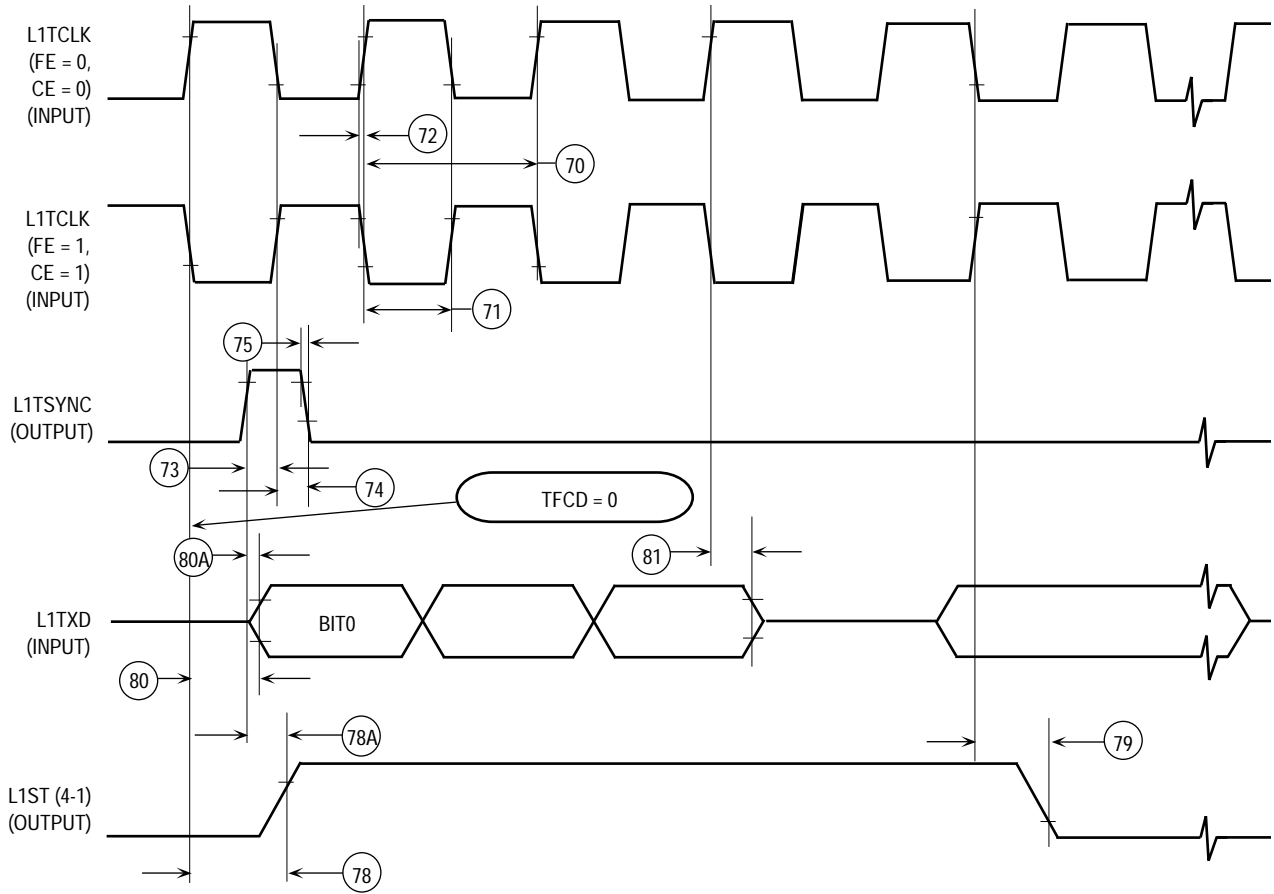 L1TCLK
(FE = 0,
CE = 0)
(INPUT)
72
70
L1TCLK
(FE = 1,
CE = 1)
(INPUT)
71
75
L1TSYNC
(OUTPUT)
73
74
TFCD = 0
80A
81
L1TXD
(INPUT)
BIT0
80
78A
79
L1ST (4-1)
(OUTPUT)
78